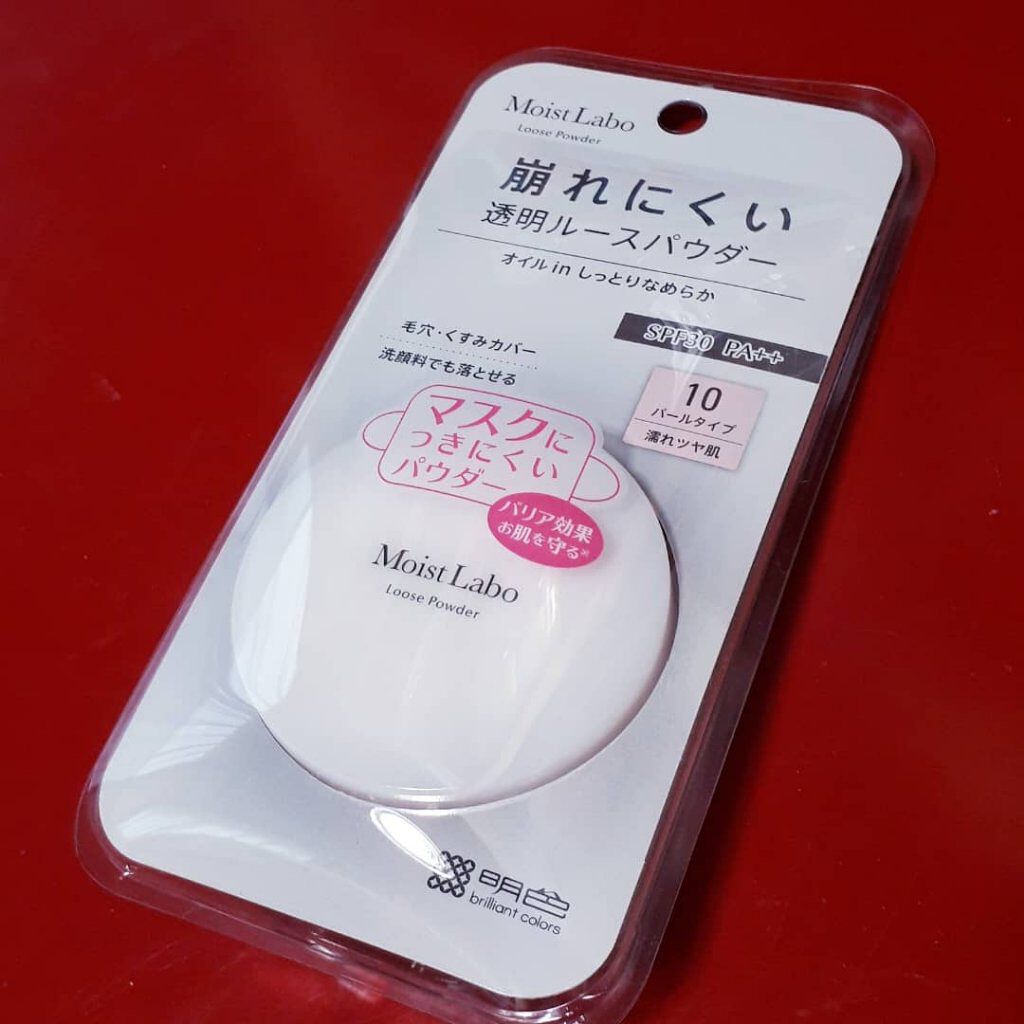 Moist Labo
Loose Powder
崩れにくい
透明ルースパウダー
オイル in しっとりなめらか
SPF30 PA++
毛穴・くすみカバー
洗顔料でも落とせる
10
パールタイプ
濡れツヤ肌
マスクに
つきにくい
パウダー
バリア効果
お肌を守る※
Moist Labo
Loose Powder
明色
brilliant colors